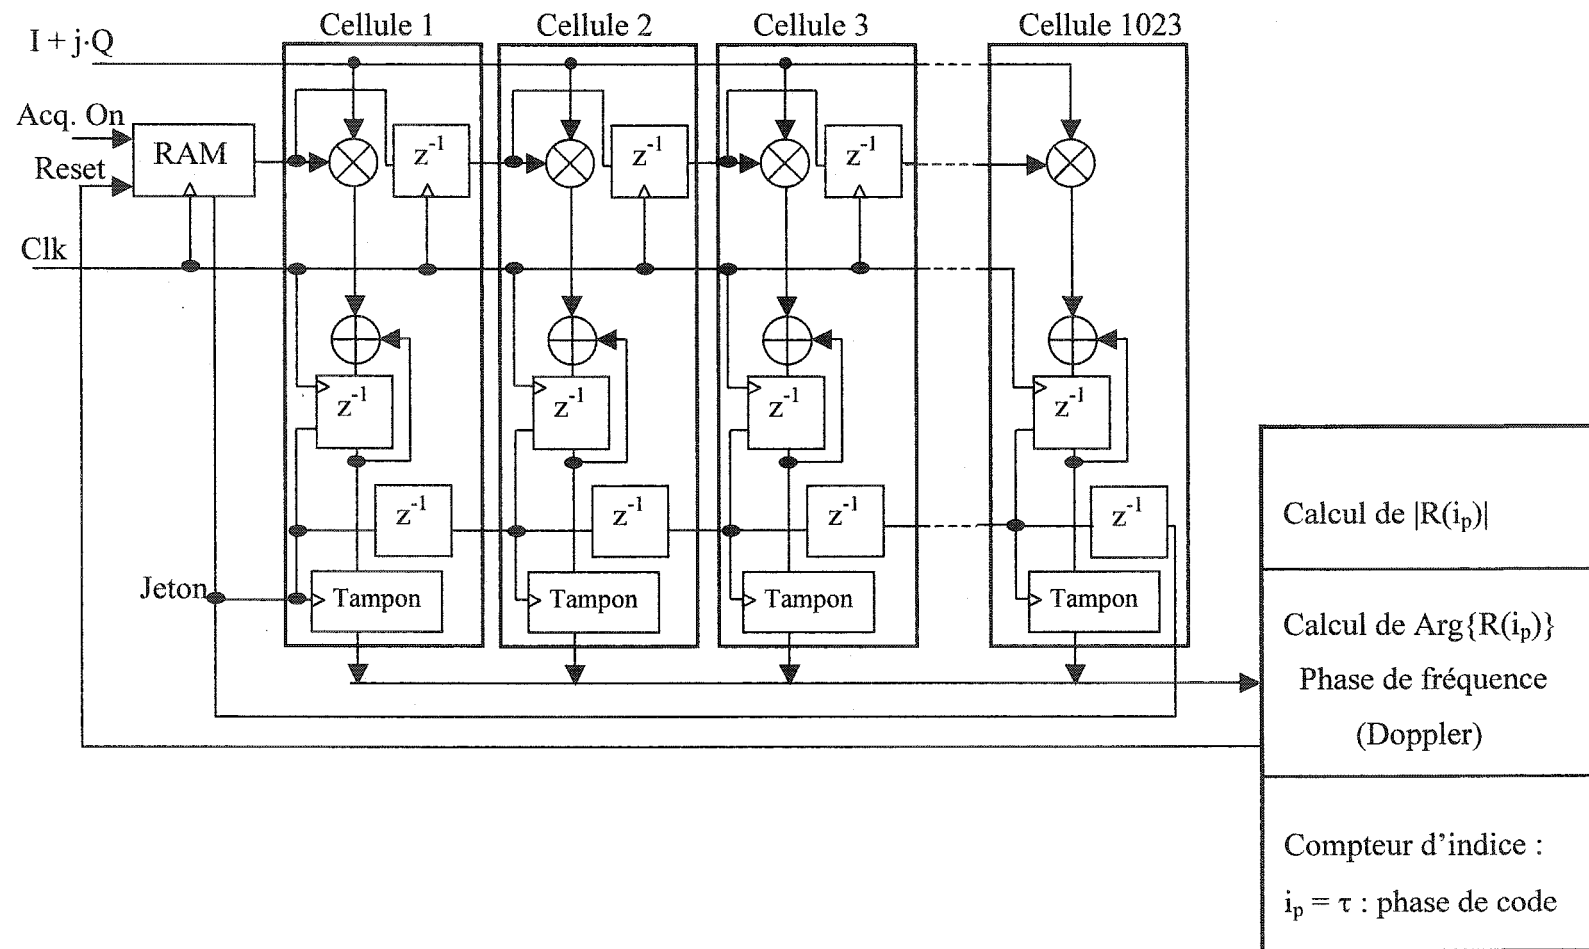 Cellule 1
Cellule 2
Cellule 3
Cellule 1023
I + j·Q
Acq. On
Reset
RAM
z⁻¹
z⁻¹
z⁻¹
Clk
z⁻¹
z⁻¹
z⁻¹
z⁻¹
z⁻¹
z⁻¹
z⁻¹
z⁻¹
Jeton
Tampon
Tampon
Tampon
Tampon
Calcul de |R(iₚ)|
Calcul de Arg{R(iₚ)}
Phase de fréquence
(Doppler)
Compteur d'indice :
iₚ = τ : phase de code